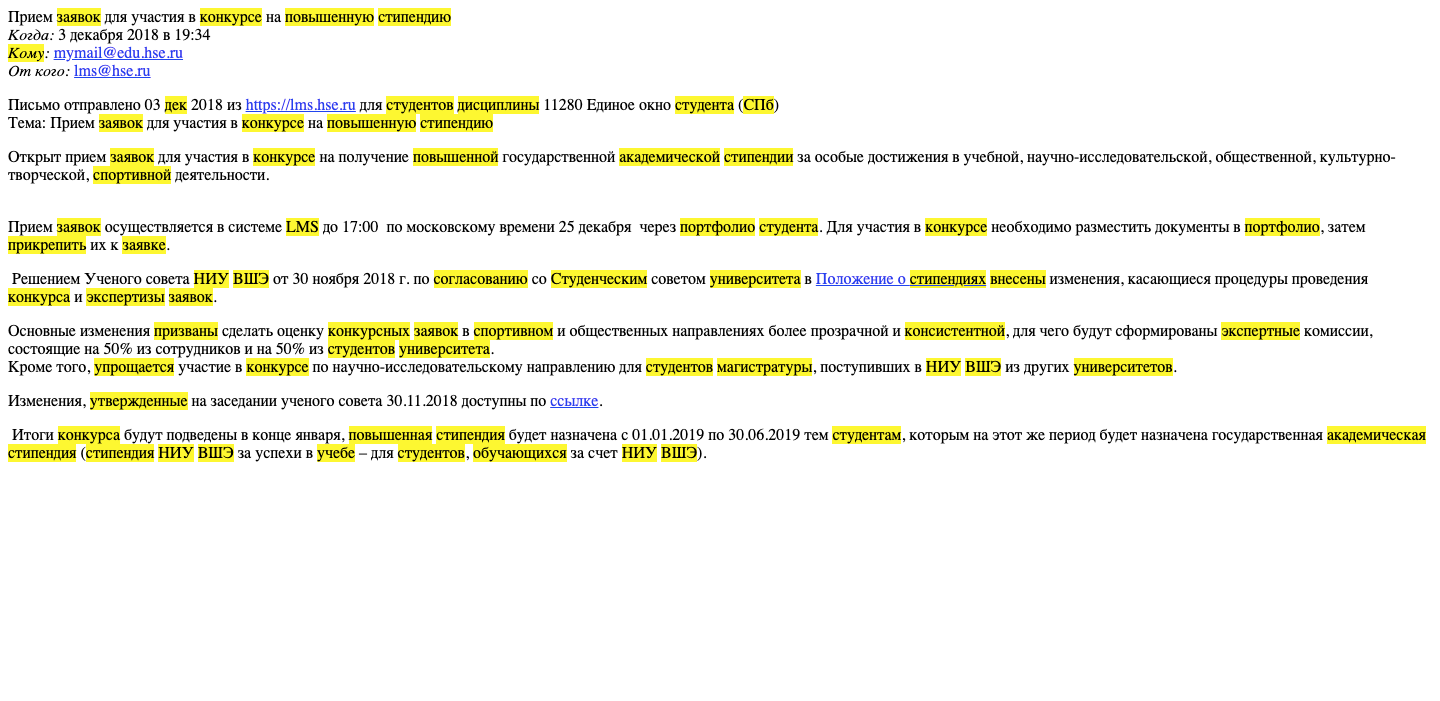 Прием заявок для участия в конкурсе на повышенную стипендию
Когда: 3 декабря 2018 в 19:34
Кому: mymail@edu.hse.ru
От кого: lms@hse.ru
Письмо отправлено 03 дек 2018 из https://lms.hse.ru для студентов дисциплины 11280 Единое окно студента (СПб)
Тема: Прием заявок для участия в конкурсе на повышенную стипендию
Открыт прием заявок для участия в конкурсе на получение повышенной государственной академической стипендии за особые достижения в учебной, научно-исследовательской, общественной, культурно-
творческой, спортивной деятельности.
Прием заявок осуществляется в системе LMS до 17:00  по московскому времени 25 декабря  через портфолио студента. Для участия в конкурсе необходимо разместить документы в портфолио, затем
прикрепить их к заявке.
Решением Ученого совета НИУ ВШЭ от 30 ноября 2018 г. по согласованию со Студенческим советом университета в Положение о стипендиях внесены изменения, касающиеся процедуры проведения
конкурса и экспертизы заявок.
Основные изменения призваны сделать оценку конкурсных заявок в спортивном и общественных направлениях более прозрачной и консистентной, для чего будут сформированы экспертные комиссии,
состоящие на 50% из сотрудников и на 50% из студентов университета.
Кроме того, упрощается участие в конкурсе по научно-исследовательскому направлению для студентов магистратуры, поступивших в НИУ ВШЭ из других университетов.
Изменения, утвержденные на заседании ученого совета 30.11.2018 доступны по ссылке.
Итоги конкурса будут подведены в конце января, повышенная стипендия будет назначена с 01.01.2019 по 30.06.2019 тем студентам, которым на этот же период будет назначена государственная академическая
стипендия (стипендия НИУ ВШЭ за успехи в учебе – для студентов, обучающихся за счет НИУ ВШЭ).